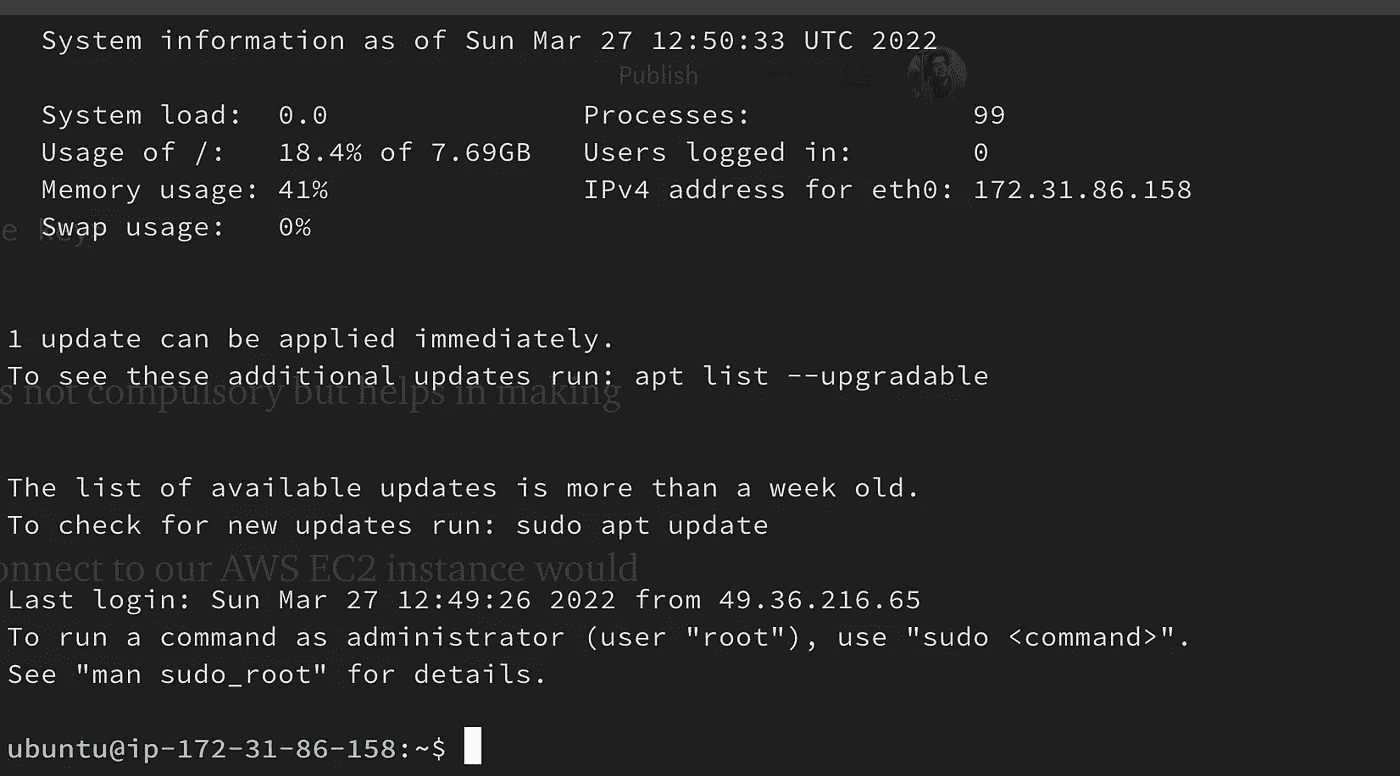 System information as of Sun Mar 27 12:50:33 UTC 2022
Publish
System load: 0.0 Processes: 99
Usage of /: 18.4% of 7.69GB Users logged in: 0
Memory usage: 41% IPv4 address for eth0: 172.31.86.158
Swap usage: 0%
e key
1 update can be applied immediately.
To see these additional updates run: apt list --upgradable
s not compulsory but helps in making
The list of available updates is more than a week old.
To check for new updates run: sudo apt update
onnect to our AWS EC2 instance would
Last login: Sun Mar 27 12:49:26 2022 from 49.36.216.65
To run a command as administrator (user "root"), use "sudo <command>".
See "man sudo_root" for details.
ubuntu@ip-172-31-86-158:~$